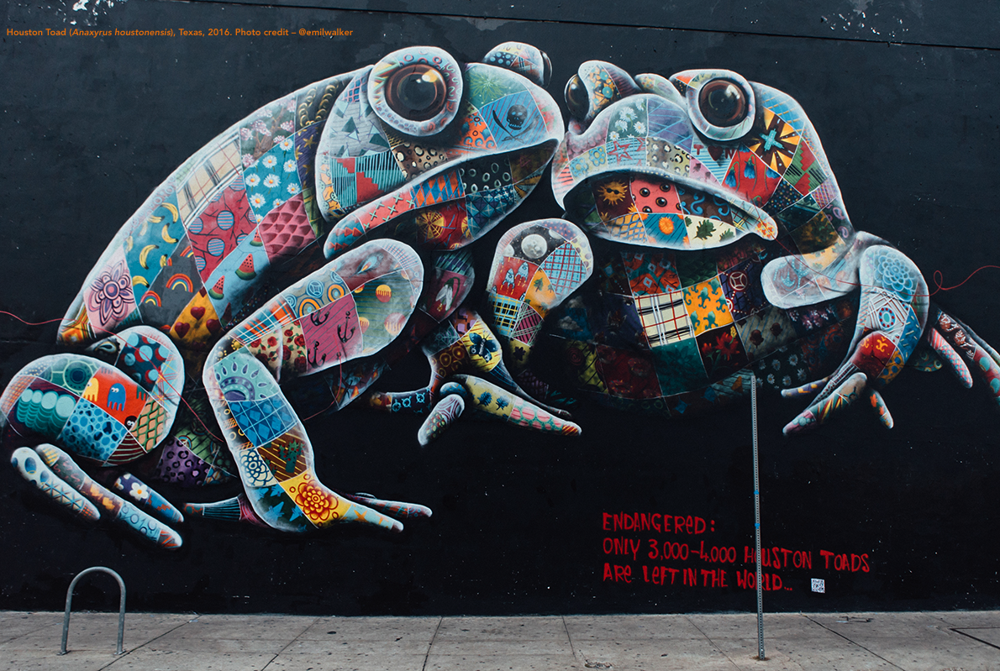 Houston Toad (Anaxyrus houstonensis), Texas, 2016. Photo credit – @emilwalker
ENDANGERED:
ONLY 3,000-4,000 HOUSTON TOADS
ARE LEFT IN THE WORLD...